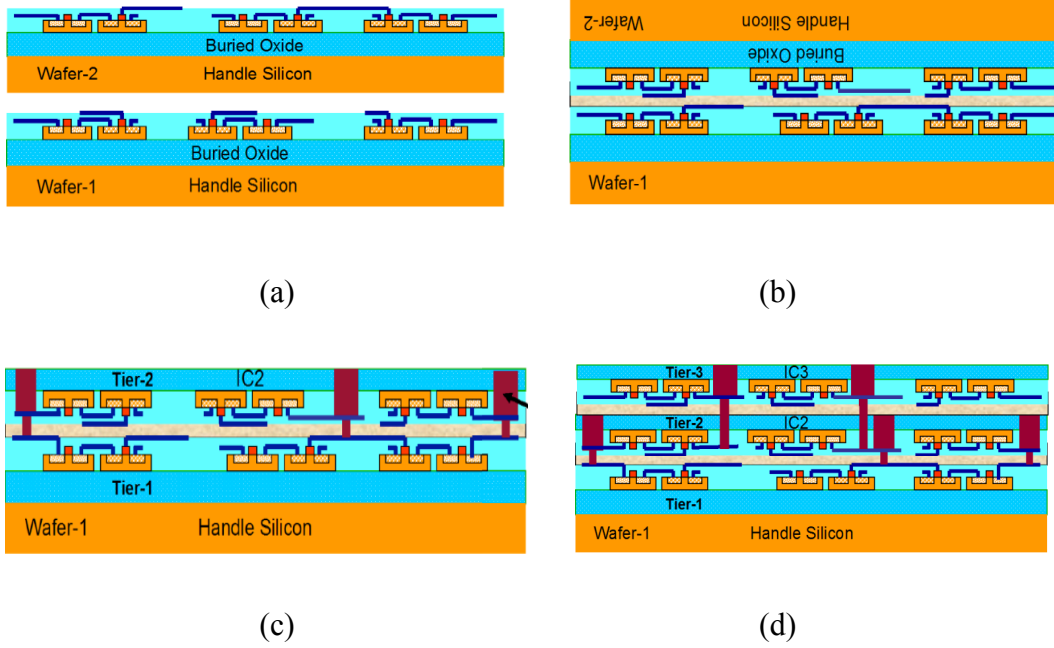 Buried Oxide
Wafer-2 Handle Silicon
Buried Oxide
Wafer-1 Handle Silicon
(a)
Wafer-2 Handle Silicon
Buried Oxide
Wafer-1
(b)
Tier-2 IC2
Tier-1
Wafer-1 Handle Silicon
(c)
Tier-3 IC3
Tier-2 IC2
Tier-1
Wafer-1 Handle Silicon
(d)